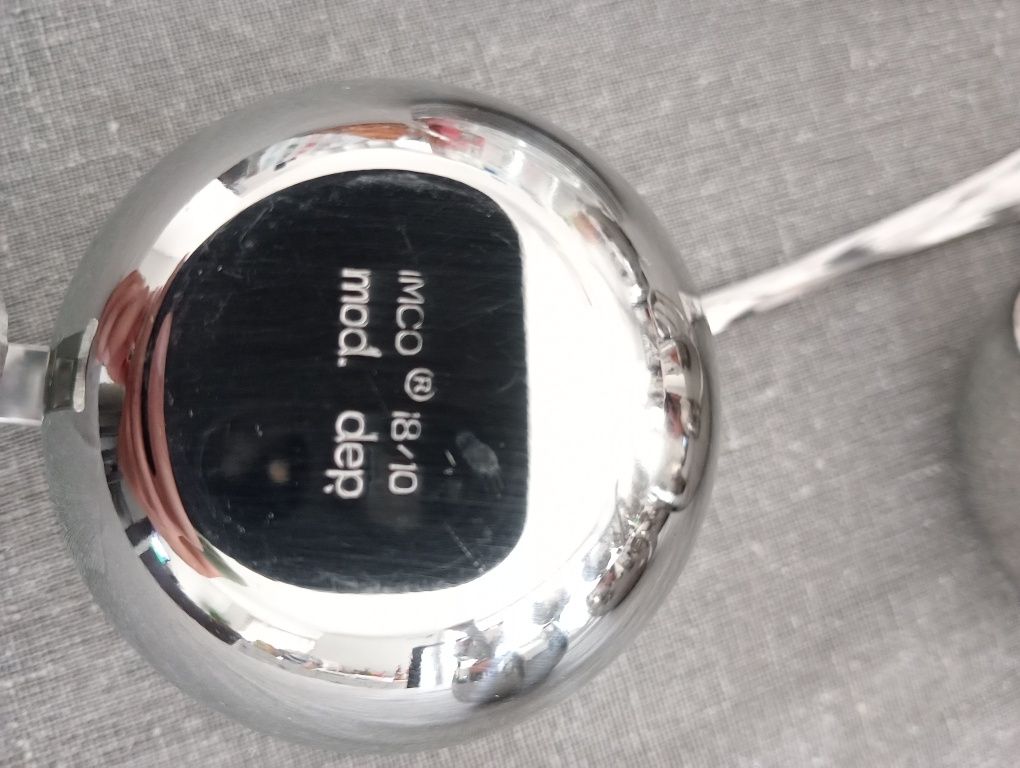 IMCO ® 18/10
mod. dep.